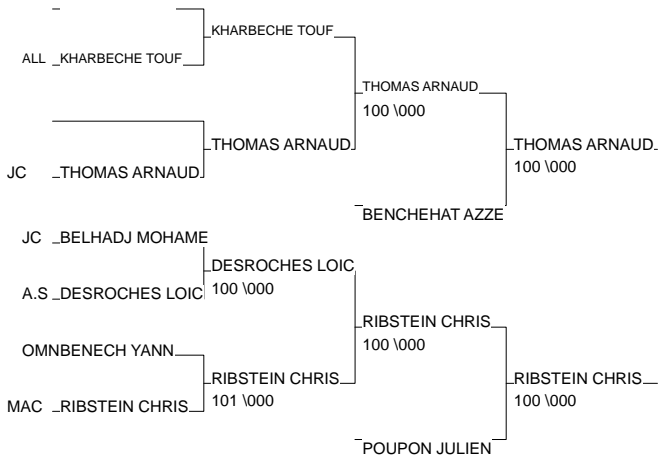 KHARBECHE TOUF
ALL KHARBECHE TOUF
THOMAS ARNAUD
100 \000
THOMAS ARNAUD
THOMAS ARNAUD
100 \000
JC THOMAS ARNAUD
BENCHEHAT AZZE
JC BELHADJ MOHAME
DESROCHES LOIC
100 \000
A.S DESROCHES LOIC
RIBSTEIN CHRIS
100 \000
OMNBENECH YANN
RIBSTEIN CHRIS
101 \000
RIBSTEIN CHRIS
100 \000
MAC RIBSTEIN CHRIS
POUPON JULIEN